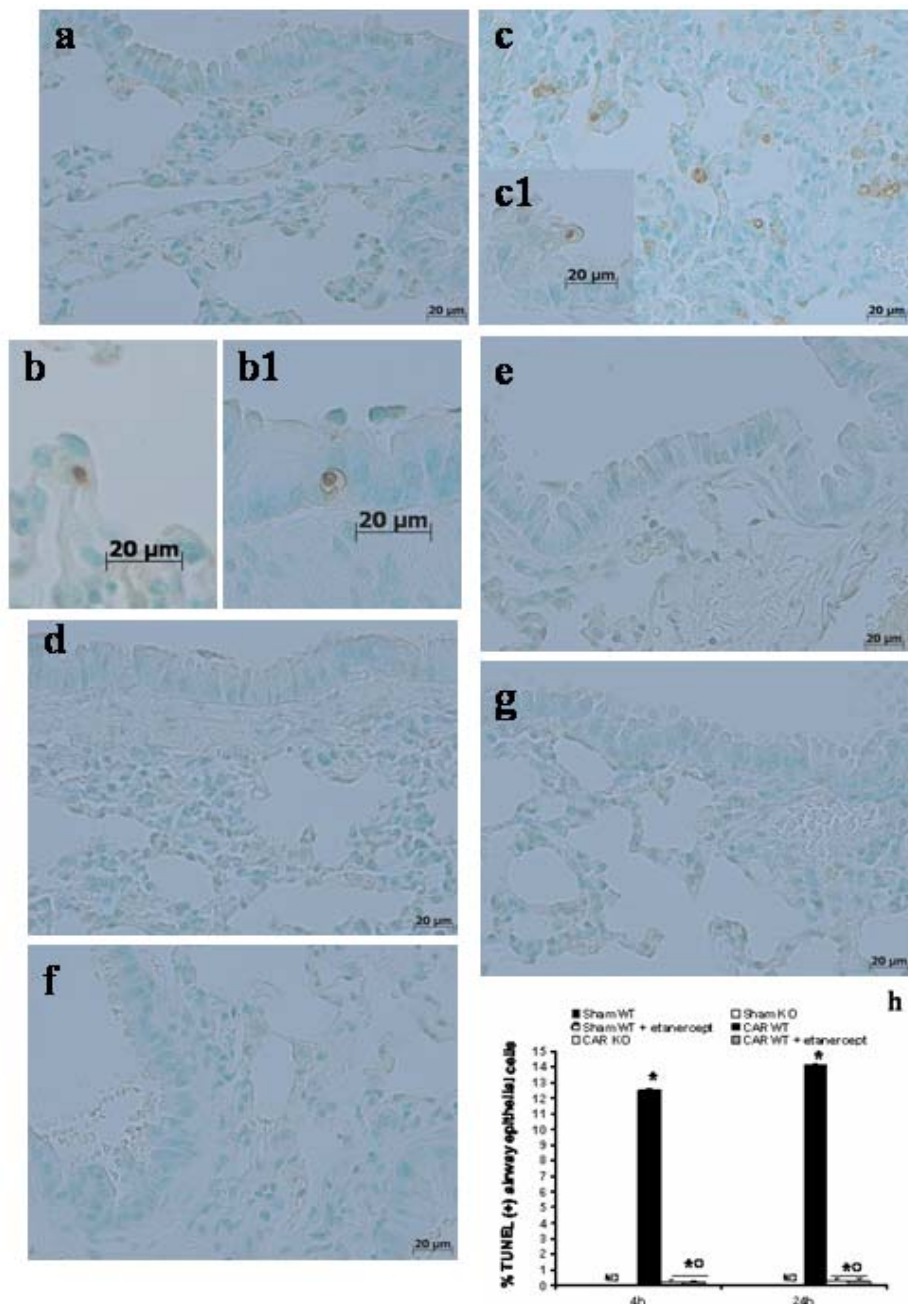 a
20 µm
c
c1
20 µm
20 µm
b
20 µm
b1
20 µm
e
20 µm
d
20 µm
g
20 µm
f
20 µm
h
Sham WT
Sham KO
Sham WT + etanercept
CAR WT
CAR KO
CAR WT + etanercept
% TUNEL (+) airway epithelial cells
15
14
13
12
11
10
9
8
7
6
5
4
3
2
1
0
*
*
ND
*o
ND
*o
4h
24h